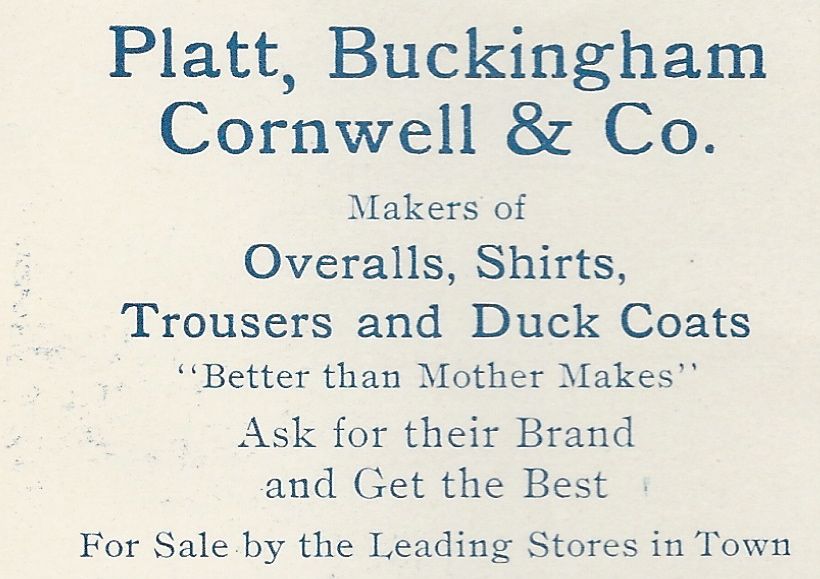 Platt, Buckingham
Cornwell & Co.
Makers of
Overalls, Shirts,
Trousers and Duck Coats
"Better than Mother Makes"
Ask for their Brand
and Get the Best
For Sale by the Leading Stores in Town